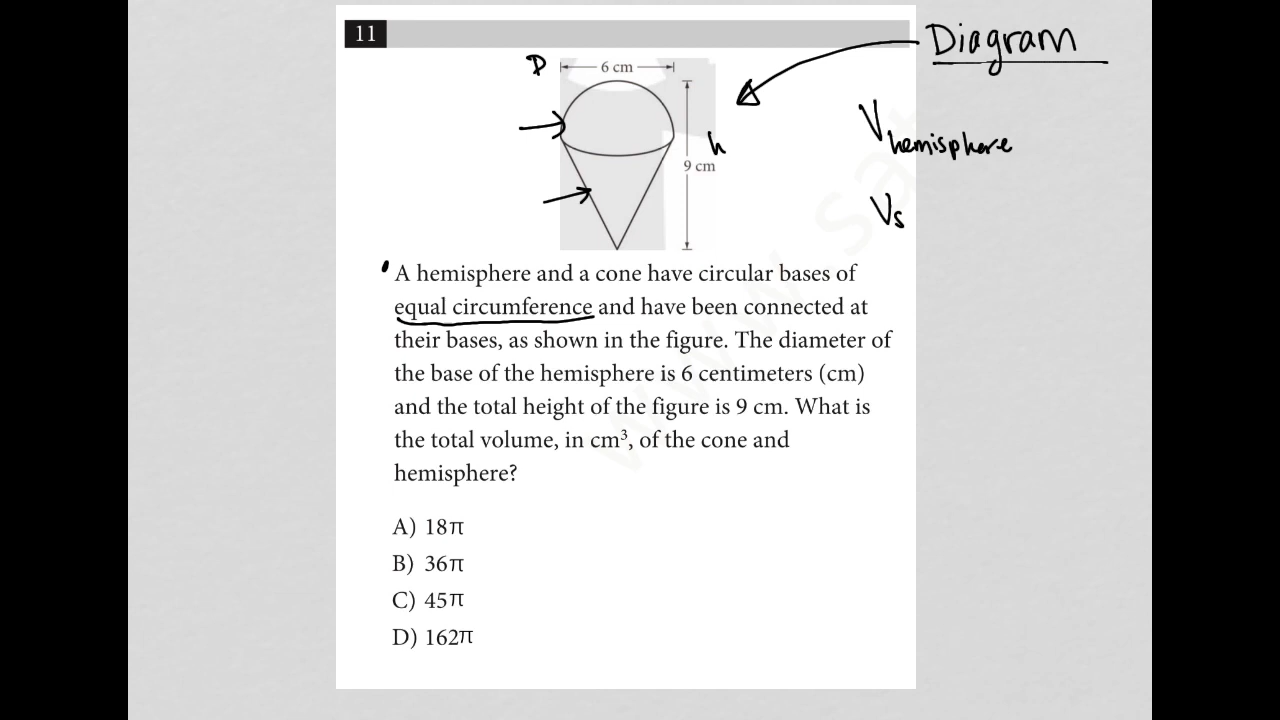 11
Diagram
D
6 cm
h
9 cm
V hemisphere
Vs
A hemisphere and a cone have circular bases of
equal circumference and have been connected at
their bases, as shown in the figure. The diameter of
the base of the hemisphere is 6 centimeters (cm)
and the total height of the figure is 9 cm. What is
the total volume, in cm³, of the cone and
hemisphere?
A) 18π
B) 36π
C) 45π
D) 162π